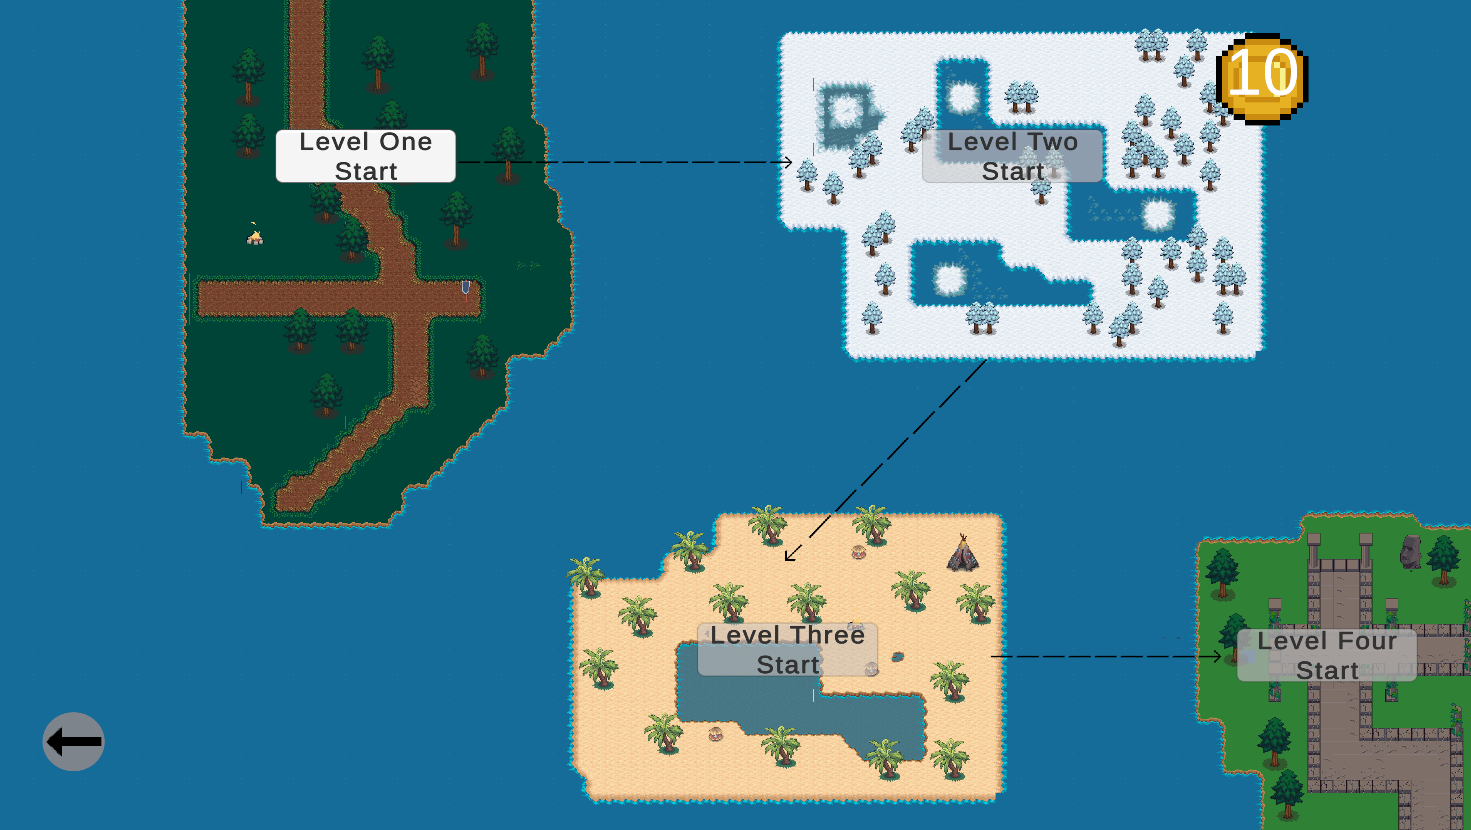 10
Level One
Start
Level Two
Start
Level Three
Start
Level Four
Start